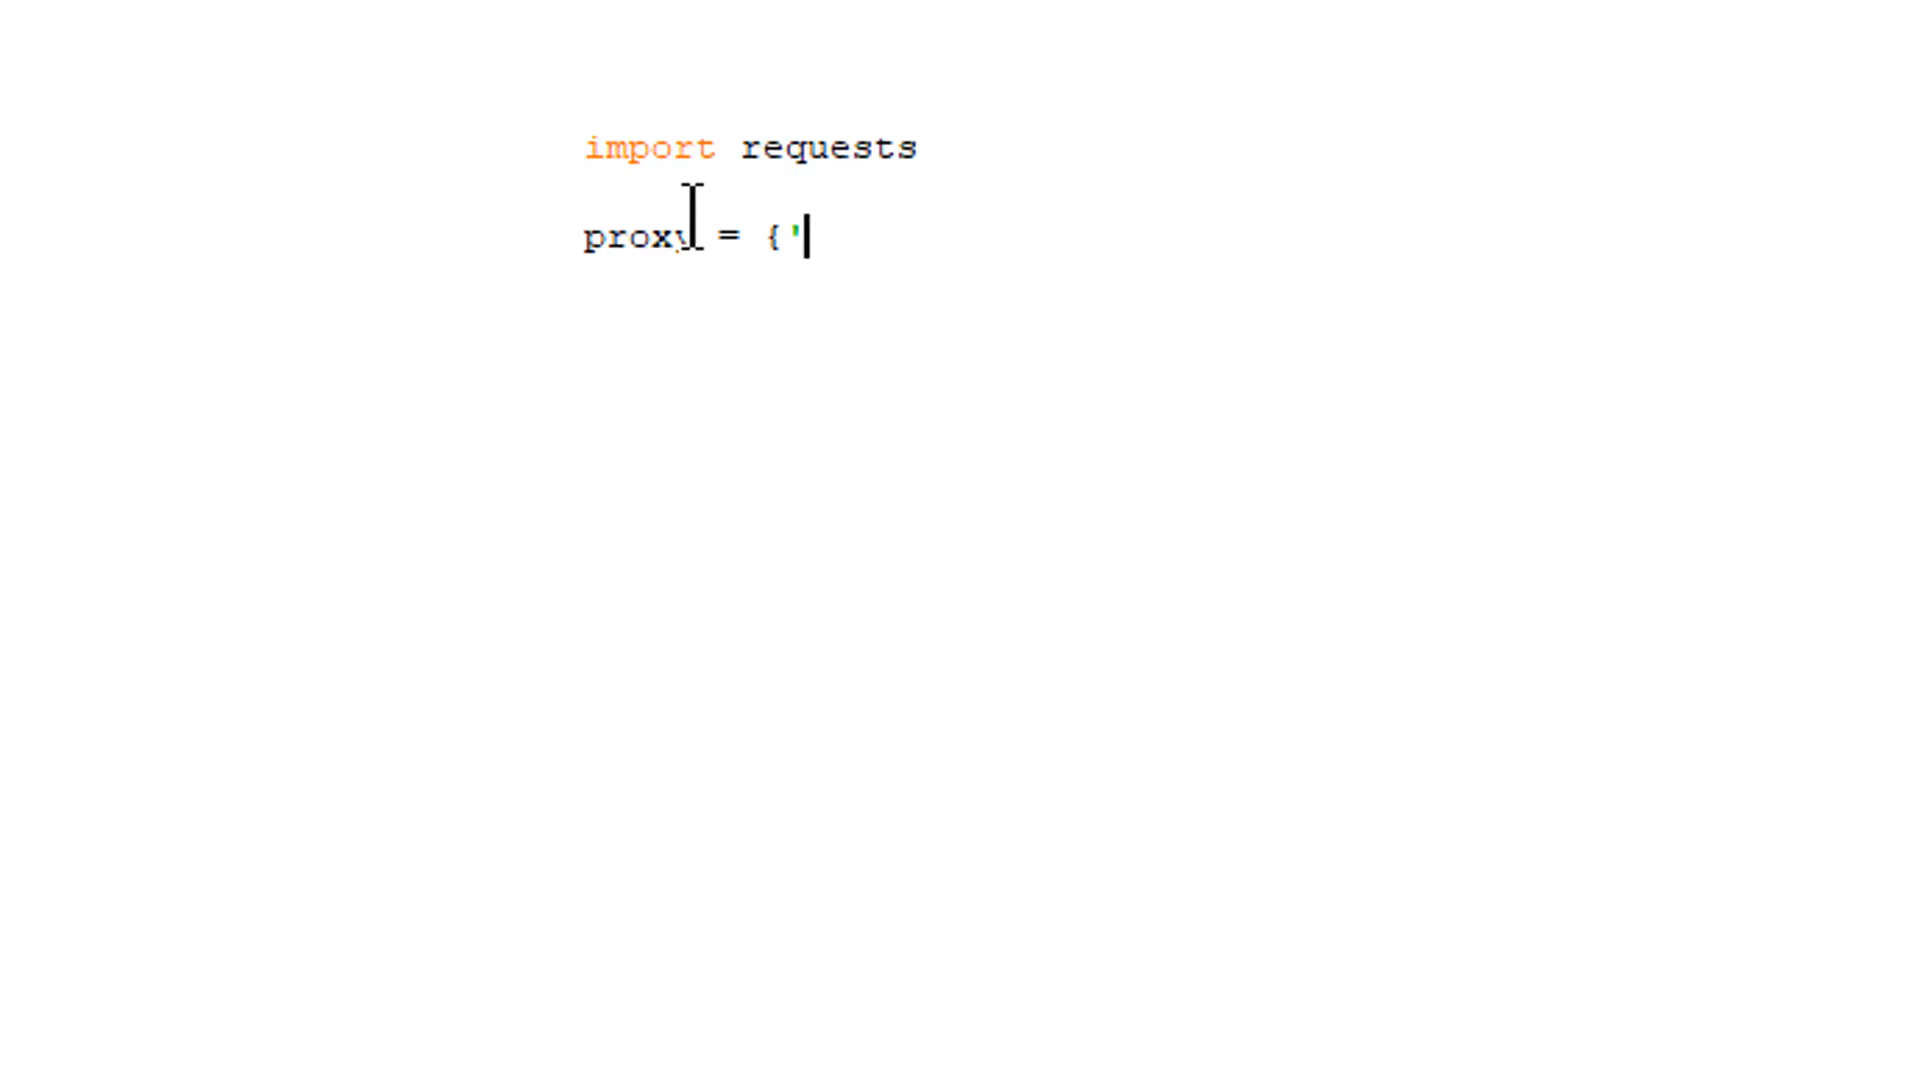 import requests
proxy = {'